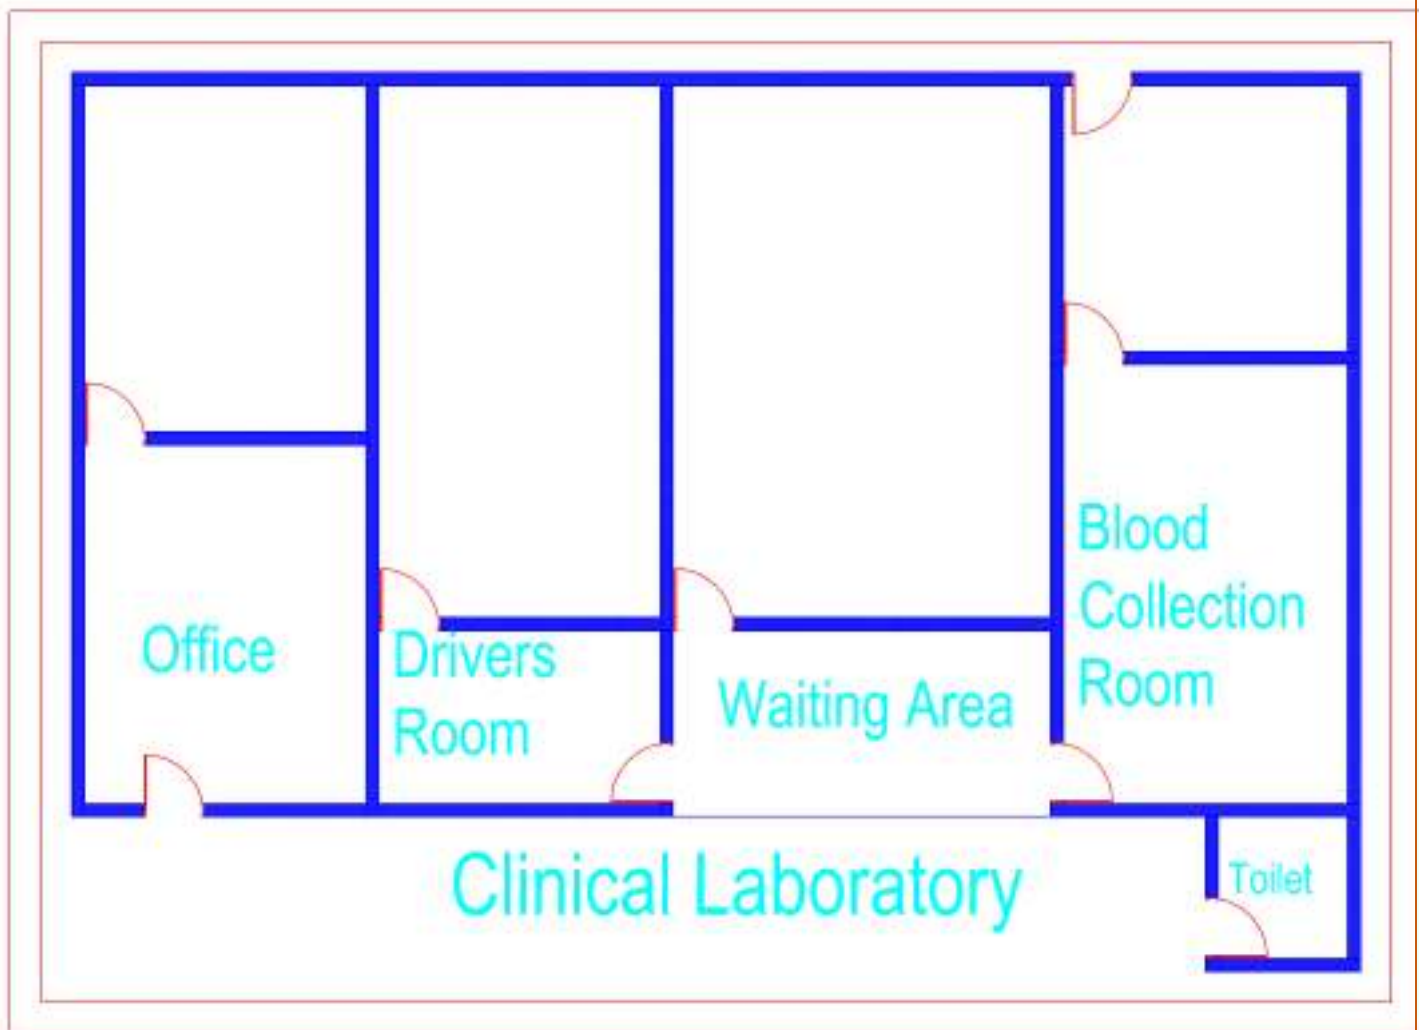 Office
Drivers
Room
Waiting Area
Blood
Collection
Room
Clinical Laboratory
Toilet